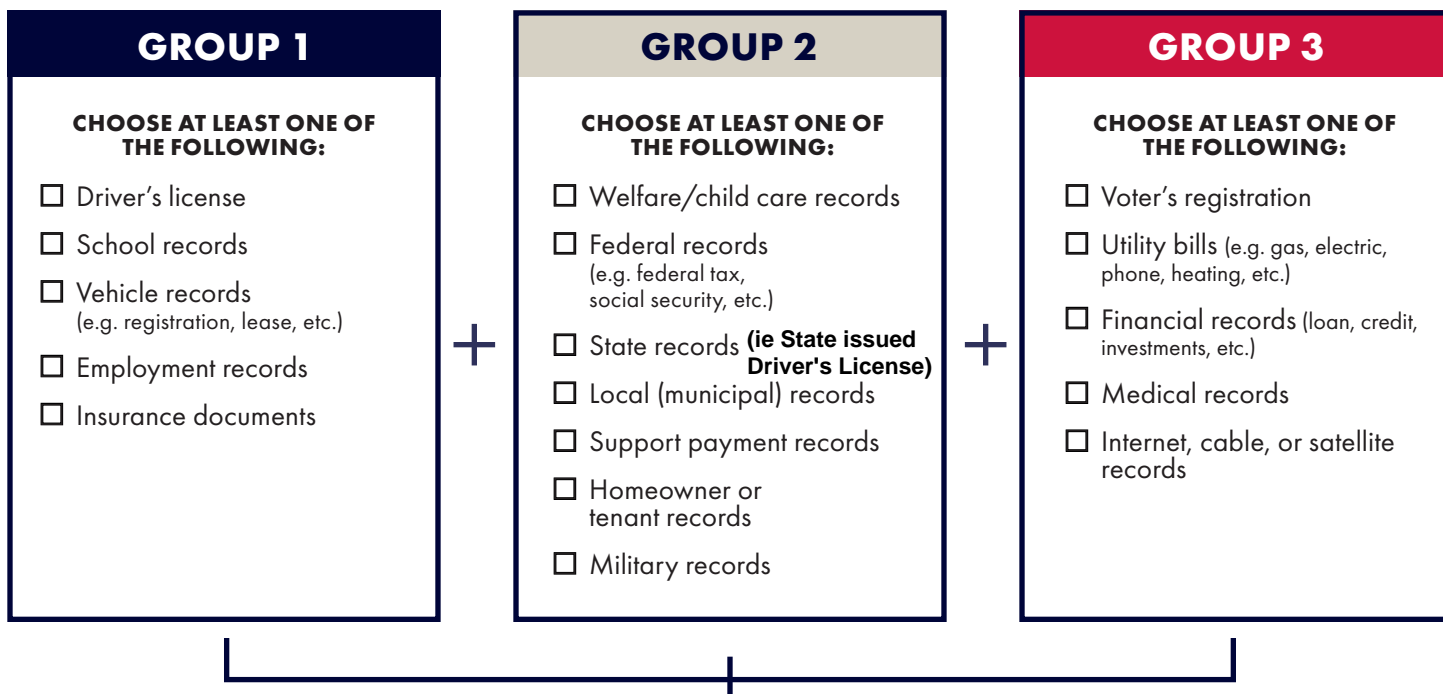 GROUP 1
CHOOSE AT LEAST ONE OF
THE FOLLOWING:
Driver's license
School records
Vehicle records
(e.g. registration, lease, etc.)
Employment records
Insurance documents
+
GROUP 2
CHOOSE AT LEAST ONE OF
THE FOLLOWING:
Welfare/child care records
Federal records
(e.g. federal tax,
social security, etc.)
State records (ie State issued
Driver's License)
Local (municipal) records
Support payment records
Homeowner or
tenant records
Military records
+
GROUP 3
CHOOSE AT LEAST ONE OF
THE FOLLOWING:
Voter's registration
Utility bills (e.g. gas, electric,
phone, heating, etc.)
Financial records (loan, credit,
investments, etc.)
Medical records
Internet, cable, or satellite
records